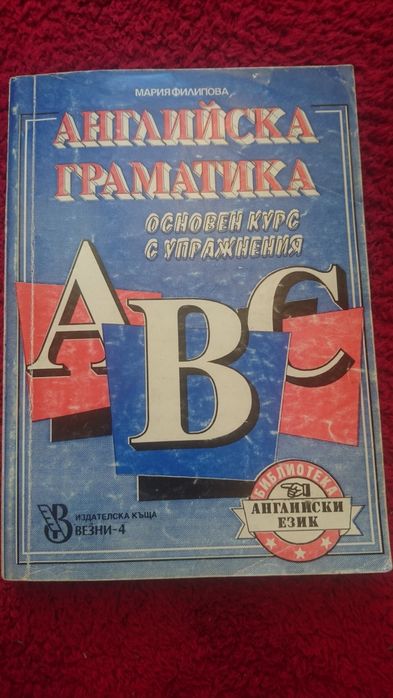 МАРИЯ ФИЛИПОВА
АНГЛИЙСКА
ГРАМАТИКА
ОСНОВЕН КУРС
С УПРАЖНЕНИЯ
ABC
ИЗДАТЕЛСКА КЪЩА
ВЕЗНИ-4
БИБЛИОТЕКА
АНГЛИЙСКИ
ЕЗИК